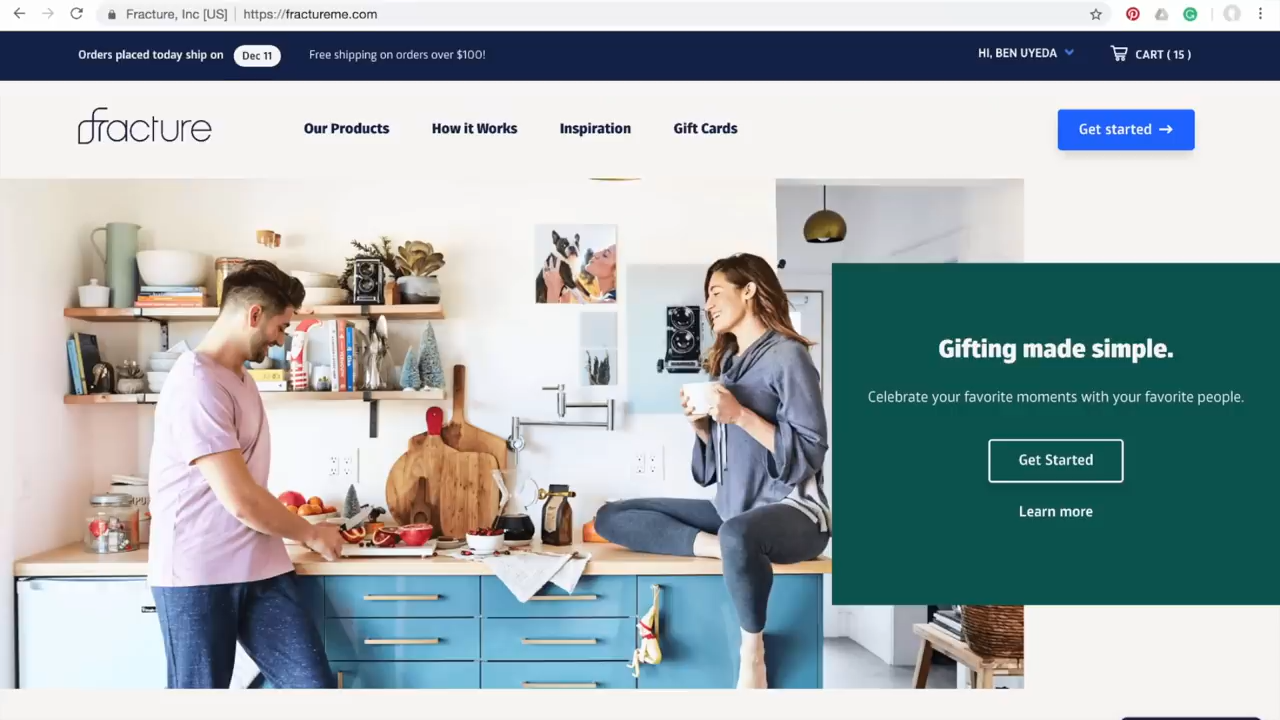 Fracture, Inc [US] | https://fractureme.com
Orders placed today ship on Dec 11 Free shipping on orders over $100! HI, BEN UYEDA CART ( 15 )
fracture Our Products How it Works Inspiration Gift Cards Get started →
Gifting made simple.
Celebrate your favorite moments with your favorite people.
Get Started
Learn more